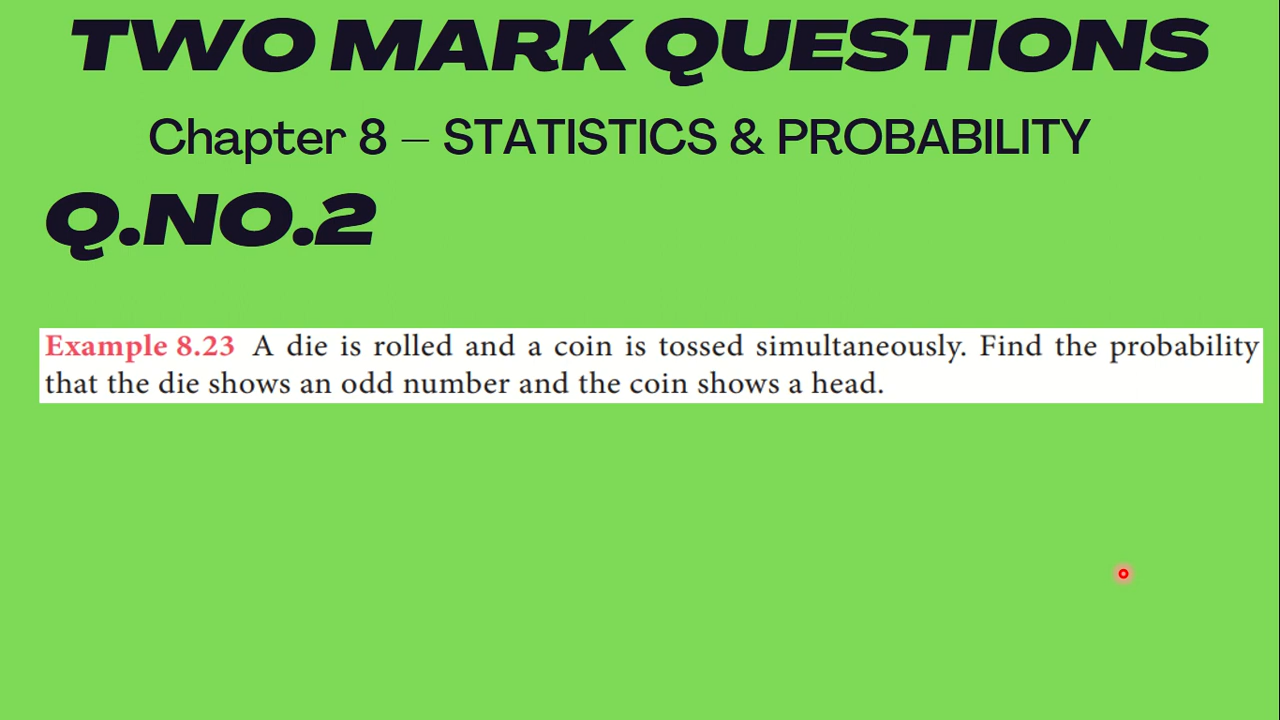 TWO MARK QUESTIONS
Chapter 8 – STATISTICS & PROBABILITY
Q.NO.2
Example 8.23 A die is rolled and a coin is tossed simultaneously. Find the probability
that the die shows an odd number and the coin shows a head.